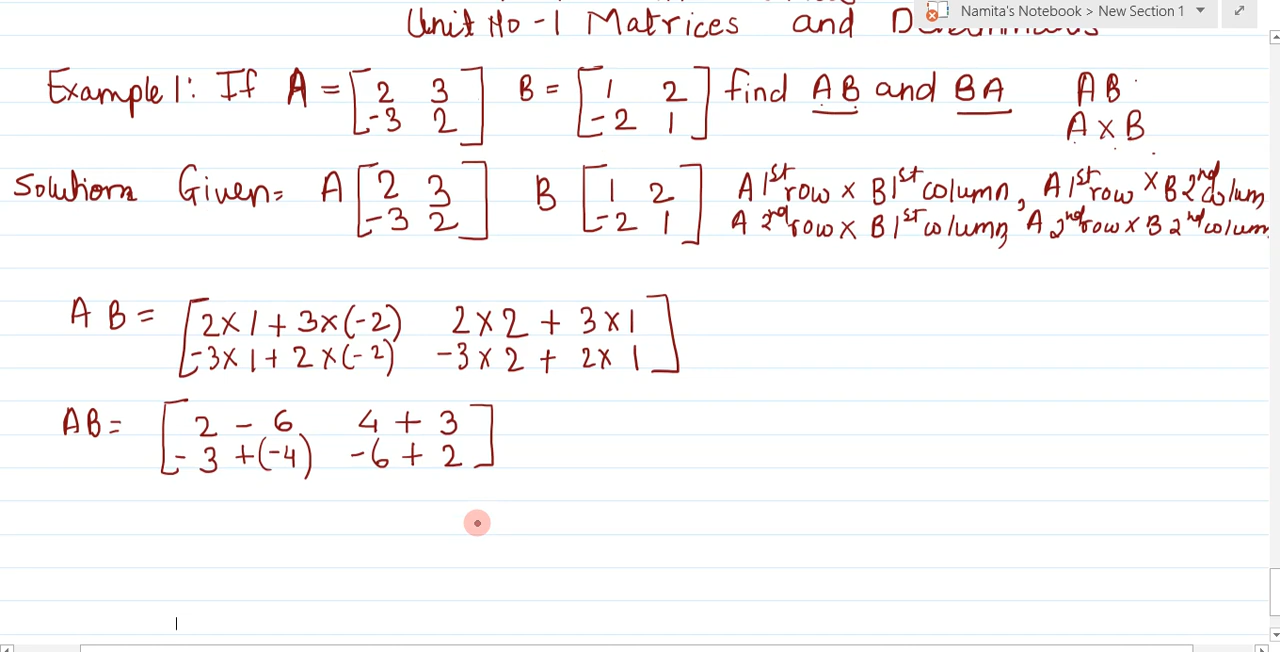 Namita's Notebook > New Section 1
Unit No -1 Matrices and
Example 1: If A = [ 2 3 B = [ 1 2 ] find AB and BA AB
-3 2 ] -2 1 ] A x B
Solution Given= A [ 2 3 B [ 1 2 A 1st row x B 1st column, A 1st row x B 2nd colum
-3 2 ] -2 1 ] A 2nd row x B 1st column, A 2nd row x B 2nd colum
A B = [ 2 x 1 + 3 x (-2) 2 x 2 + 3 x 1
-3 x 1 + 2 x (-2) -3 x 2 + 2 x 1 ]
AB = [ 2 - 6 4 + 3
-3 + (-4) -6 + 2 ]